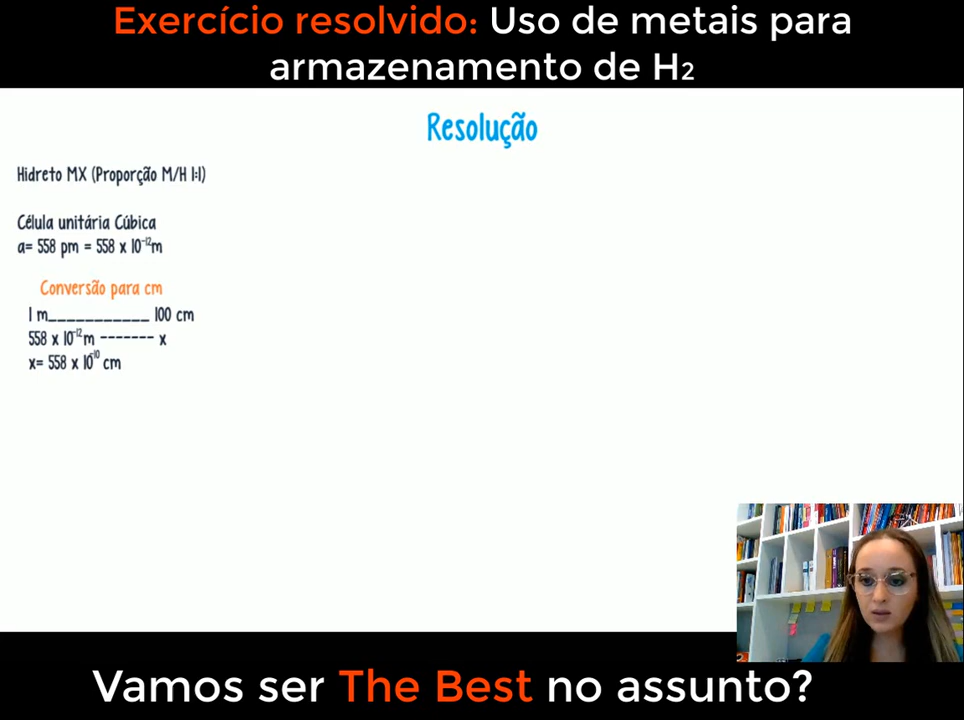 Exercício resolvido: Uso de metais para
armazenamento de H₂
Resolução
Hidreto MX (Proporção M/H 1:1)
Célula unitária Cúbica
a= 558 pm = 558 x 10⁻¹²m
Conversão para cm
1 m___________ 100 cm
558 x 10⁻¹²m ------- x
x= 558 x 10⁻¹⁰ cm
Vamos ser The Best no assunto?